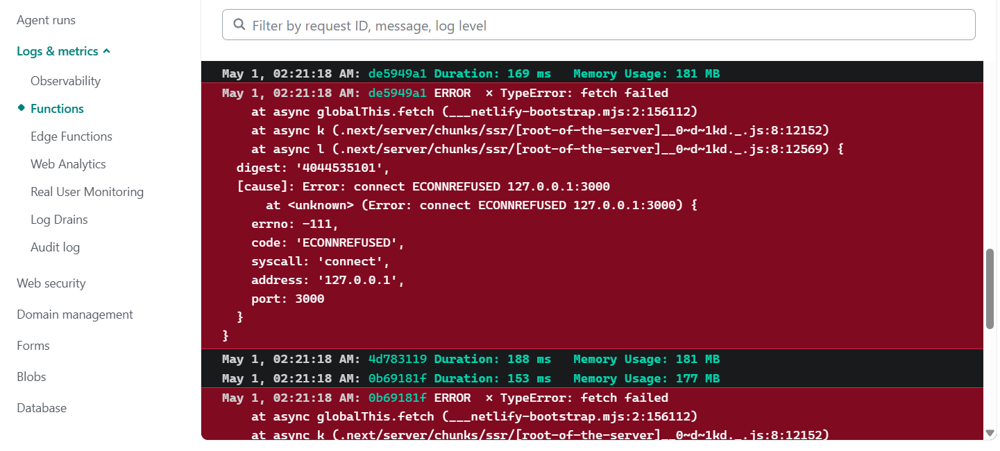 Agent runs
Logs & metrics
Observability
Functions
Edge Functions
Web Analytics
Real User Monitoring
Log Drains
Audit log
Web security
Domain management
Forms
Blobs
Database
Filter by request ID, message, log level
May 1, 02:21:18 AM: de5949a1 Duration: 169 ms   Memory Usage: 181 MB
May 1, 02:21:18 AM: de5949a1 ERROR  ⨯ TypeError: fetch failed
    at async globalThis.fetch (___netlify-bootstrap.mjs:2:156112)
    at async k (.next/server/chunks/ssr/[root-of-the-server]__0~d~1kd._.js:8:12152)
    at async l (.next/server/chunks/ssr/[root-of-the-server]__0~d~1kd._.js:8:12569) {
  digest: '4044535101',
  [cause]: Error: connect ECONNREFUSED 127.0.0.1:3000
      at <unknown> (Error: connect ECONNREFUSED 127.0.0.1:3000) {
    errno: -111,
    code: 'ECONNREFUSED',
    syscall: 'connect',
    address: '127.0.0.1',
    port: 3000
  }
}
May 1, 02:21:18 AM: 4d783119 Duration: 188 ms   Memory Usage: 181 MB
May 1, 02:21:18 AM: 0b69181f Duration: 153 ms   Memory Usage: 177 MB
May 1, 02:21:18 AM: 0b69181f ERROR  ⨯ TypeError: fetch failed
    at async globalThis.fetch (___netlify-bootstrap.mjs:2:156112)
    at async k (.next/server/chunks/ssr/[root-of-the-server]__0~d~1kd._.js:8:12152)